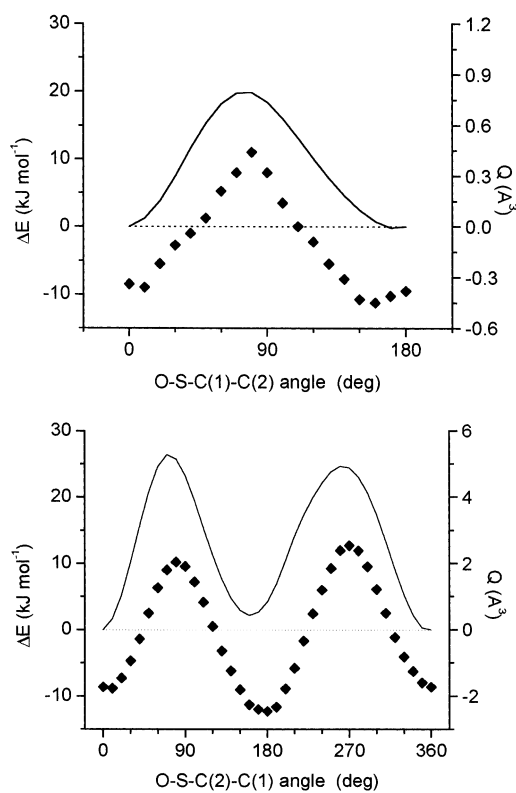 30
20
10
0
-10
ΔE (kJ mol⁻¹)
1.2
0.9
0.6
0.3
0.0
-0.3
-0.6
Q (A³)
0 90 180
O-S-C(1)-C(2) angle (deg)
30
20
10
0
-10
ΔE (kJ mol⁻¹)
6
4
2
0
-2
Q (A³)
0 90 180 270 360
O-S-C(2)-C(1) angle (deg)